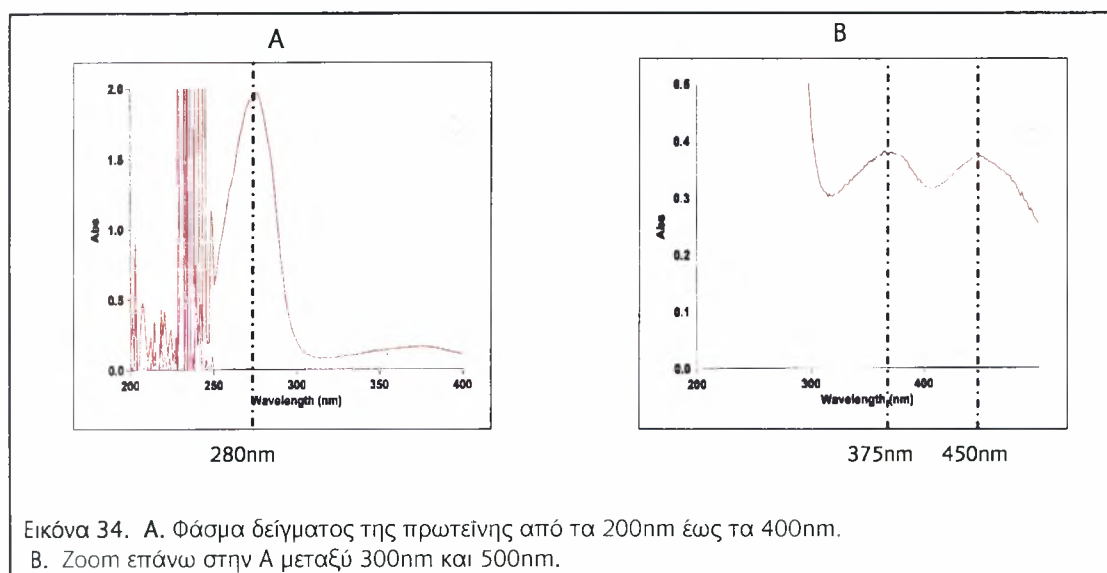 A
B
2.0
1.5
1.0
0.5
0.0
Abs
200
250
300
350
400
Wavelength (nm)
280nm
0.5
0.4
0.3
0.2
0.1
0.0
Abs
200
300
400
Wavelength (nm)
375nm 450nm
Εικόνα 34. Α. Φάσμα δείγματος της πρωτεΐνης από τα 200nm έως τα 400nm.
Β. Zoom επάνω στην Α μεταξύ 300nm και 500nm.